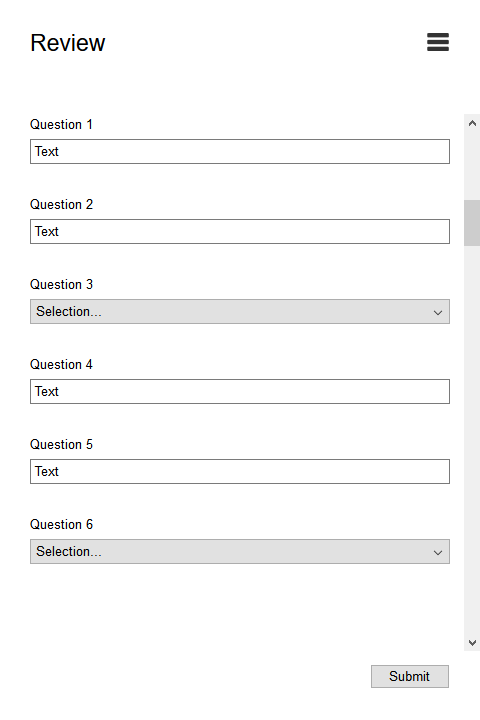 Review
Question 1
Text
Question 2
Text
Question 3
Selection...
Question 4
Text
Question 5
Text
Question 6
Selection...
Submit